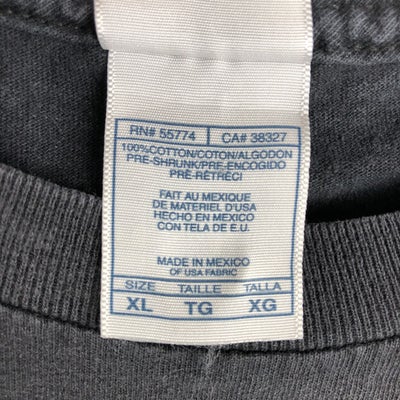 RN# 55774 CA# 38327
100%COTTON/COTON/ALGODON
PRE-SHRUNK/PRE-ENCOGIDO
PRÉ-RÉTRÉCI
FAIT AU MEXIQUE
DE MATERIEL D'USA
HECHO EN MEXICO
CON TELA DE E.U.
MADE IN MEXICO
OF USA FABRIC
SIZE TAILLE TALLA
XL TG XG